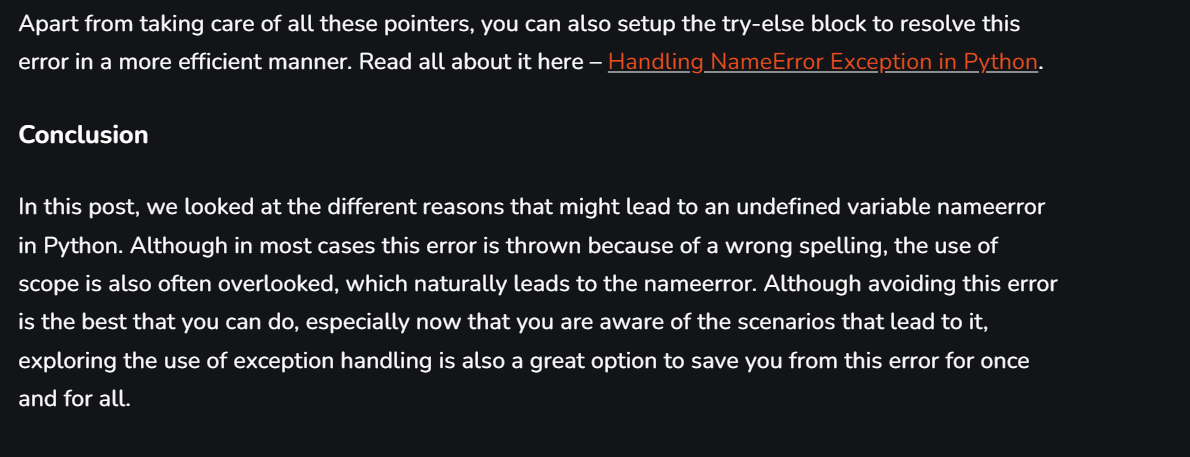 Apart from taking care of all these pointers, you can also setup the try-else block to resolve this
error in a more efficient manner. Read all about it here – Handling NameError Exception in Python.
Conclusion
In this post, we looked at the different reasons that might lead to an undefined variable nameerror
in Python. Although in most cases this error is thrown because of a wrong spelling, the use of
scope is also often overlooked, which naturally leads to the nameerror. Although avoiding this error
is the best that you can do, especially now that you are aware of the scenarios that lead to it,
exploring the use of exception handling is also a great option to save you from this error for once
and for all.